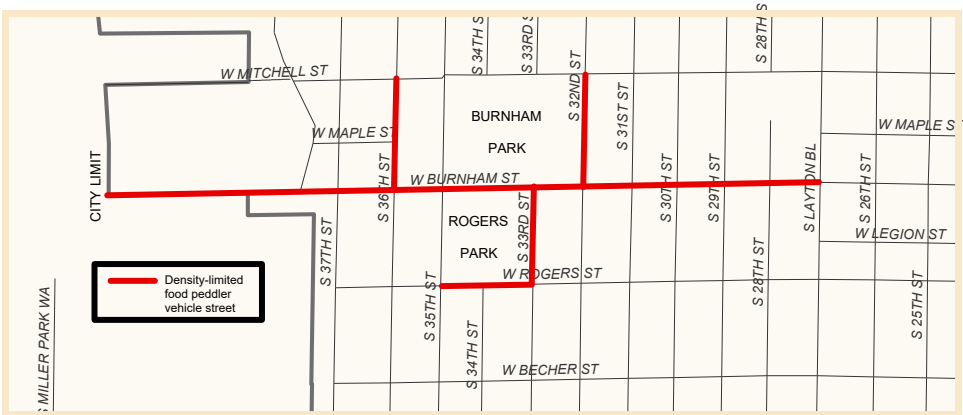 S 34TH S
S 33RD S
S 28TH S
W MITCHELL ST
S 32ND ST
S 31ST ST
BURNHAM
PARK
W MAPLE ST
W MAPLE ST
CITY LIMIT
S 36TH ST
W BURNHAM ST
S 30TH ST
S 29TH ST
S LAYTON BL
S 26TH ST
ROGERS
PARK
S 33RD ST
S 37TH ST
W LEGION ST
W ROGERS ST
S 28TH ST
Density-limited
food peddler
vehicle street
S 35TH ST
S 34TH ST
S 25TH ST
S MILLER PARK WA
W BECHER ST